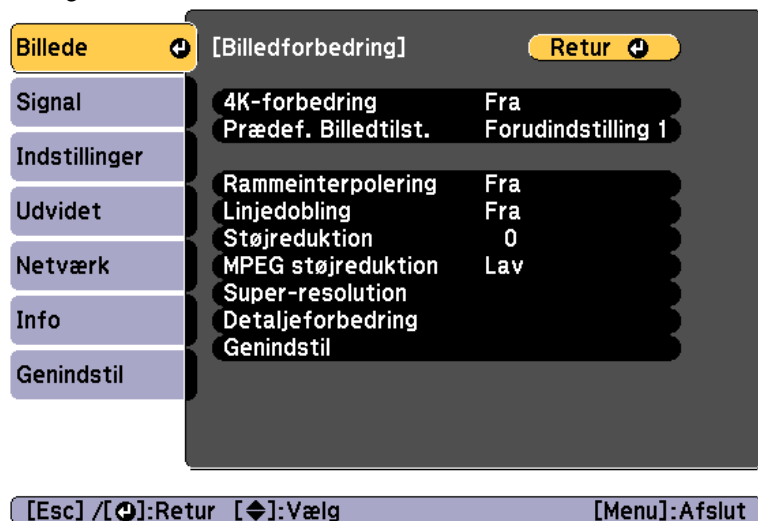 Billede
Signal
Indstillinger
Udvidet
Netværk
Info
Genindstil
[Billedforbedring] Retur
4K-forbedring Fra
Prædef. Billedtilst. Forudindstilling 1
Rammeinterpolering Fra
Linjedobling Fra
Støjreduktion 0
MPEG støjreduktion Lav
Super-resolution
Detaljeforbedring
Genindstil
[Esc] /[ ]:Retur [ ]:Vælg [Menu]:Afslut